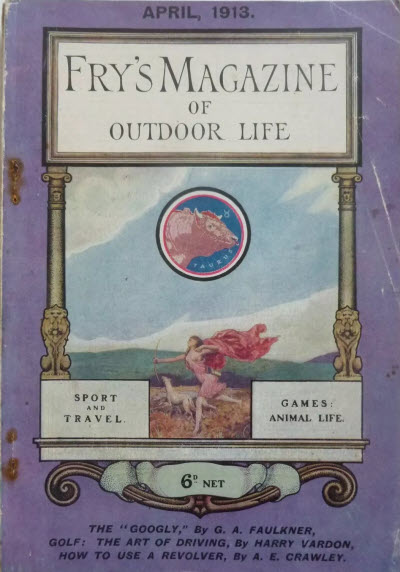 APRIL, 1913.
FRY'S MAGAZINE
OF
OUTDOOR LIFE
♉
TAURUS
SPORT
AND
TRAVEL.
GAMES:
ANIMAL LIFE.
6D NET
THE "GOOGLY," By G. A. FAULKNER,
GOLF: THE ART OF DRIVING, By HARRY VARDON,
HOW TO USE A REVOLVER, By A. E. CRAWLEY.